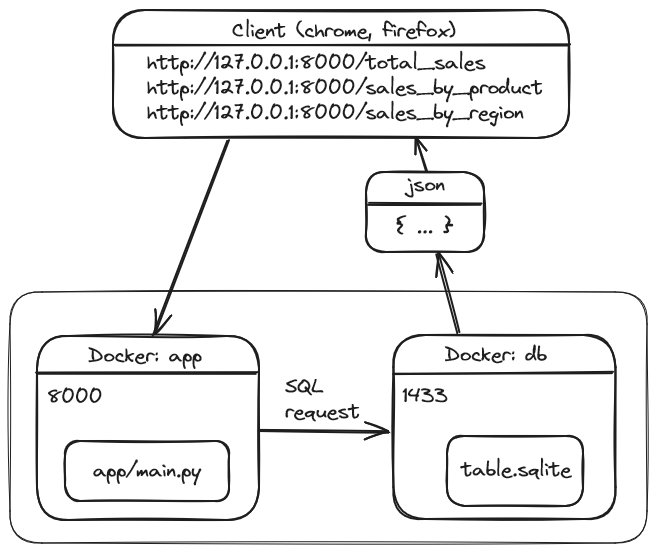 Client (chrome, firefox)
http://127.0.0.1:8000/total_sales
http://127.0.0.1:8000/sales_by_product
http://127.0.0.1:8000/sales_by_region
json
{ ... }
Docker: app
8000
app/main.py
SQL
request
Docker: db
1433
table.sqlite